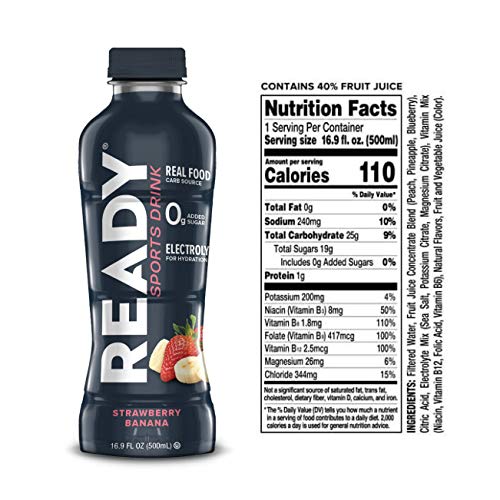 READY®
SPORTS DRINK
REAL FOOD
CARB SOURCE
0g ADDED SUGAR
ELECTROLY
FOR HYDRATION
STRAWBERRY
BANANA
16.9 FL OZ (500mL)
CONTAINS 40% FRUIT JUICE
Nutrition Facts
1 Serving Per Container
Serving size 16.9 fl. oz. (500ml)
Amount per serving
Calories 110
% Daily Value*
Total Fat 0g 0%
Sodium 240mg 10%
Total Carbohydrate 25g 9%
Total Sugars 19g
Includes 0g Added Sugars 0%
Protein 1g
Potassium 200mg 4%
Niacin (Vitamin B3) 8mg 50%
Vitamin B6 1.8mg 110%
Folate (Vitamin B9) 417mcg 100%
Vitamin B12 2.5mcg 100%
Magnesium 26mg 6%
Chloride 344mg 15%
Not a significant source of saturated fat, trans fat,
cholesterol, dietary fiber, vitamin D, calcium, and iron.
*The % Daily Value (DV) tells you how much a nutrient
in a serving of food contributes to a daily diet. 2,000
calories a day is used for general nutrition advice.
INGREDIENTS: Filtered Water, Fruit Juice Concentrate Blend (Peach, Pineapple, Blueberry),
Citric Acid, Electrolyte Mix (Sea Salt, Potassium Citrate, Magnesium Citrate), Vitamin Mix
(Niacin, Vitamin B12, Folic Acid, Vitamin B6), Natural Flavors, Fruit and Vegetable Juice (Color).